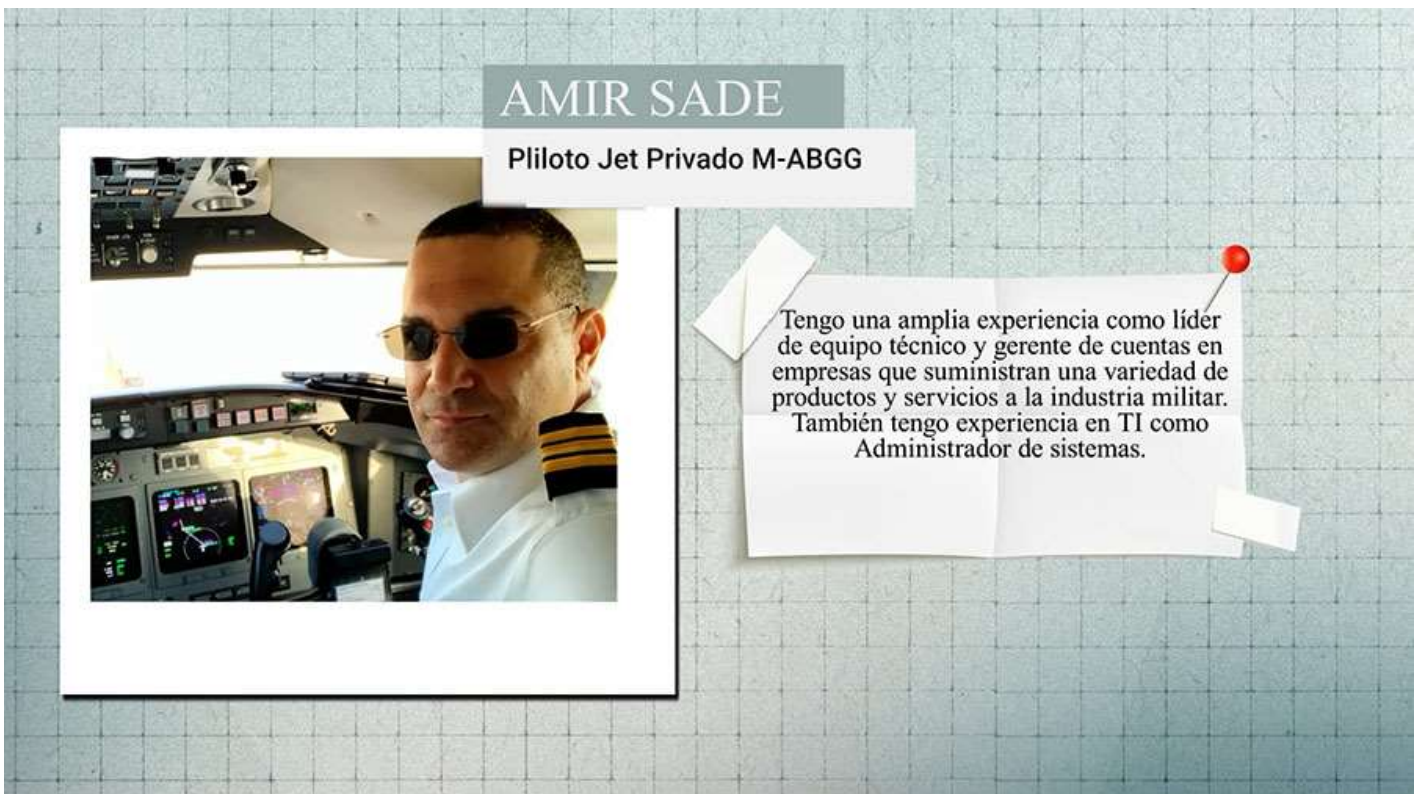 AMIR SADE
Pliloto Jet Privado M-ABGG
Tengo una amplia experiencia como líder
de equipo técnico y gerente de cuentas en
empresas que suministran una variedad de
productos y servicios a la industria militar.
También tengo experiencia en TI como
Administrador de sistemas.